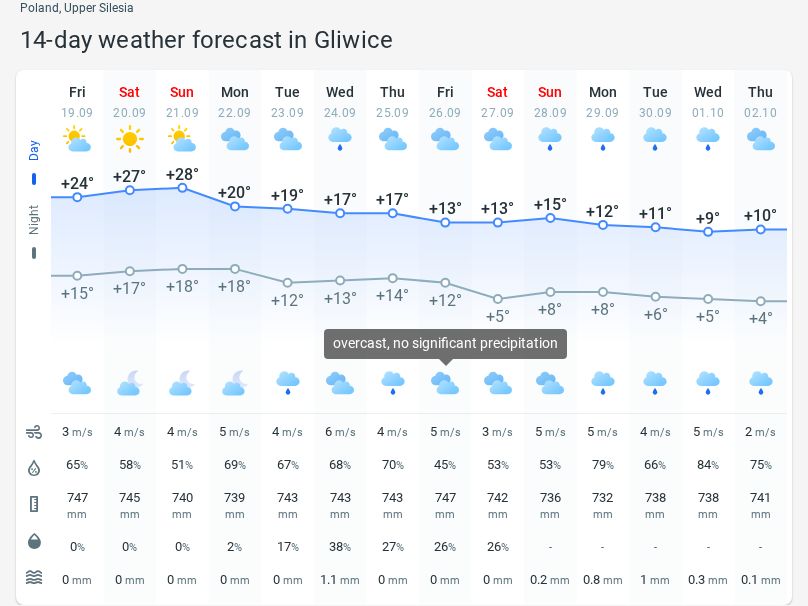 Poland, Upper Silesia
14-day weather forecast in Gliwice
Fri Sat Sun Mon Tue Wed Thu Fri Sat Sun Mon Tue Wed Thu
19.09 20.09 21.09 22.09 23.09 24.09 25.09 26.09 27.09 28.09 29.09 30.09 01.10 02.10
Day
+24° +27° +28° +20° +19° +17° +17° +13° +13° +15° +12° +11° +9° +10°
Night
+15° +17° +18° +18° +12° +13° +14° +12° +5° +8° +8° +6° +5° +4°
overcast, no significant precipitation
3 m/s 4 m/s 4 m/s 5 m/s 4 m/s 6 m/s 4 m/s 5 m/s 3 m/s 5 m/s 5 m/s 4 m/s 5 m/s 2 m/s
65% 58% 51% 69% 67% 68% 70% 45% 53% 53% 79% 66% 84% 75%
747 745 740 739 743 743 743 747 742 736 732 738 738 741
mm mm mm mm mm mm mm mm mm mm mm mm mm mm
0% 0% 0% 2% 17% 38% 27% 26% 26% - - - - -
0 mm 0 mm 0 mm 0 mm 0 mm 1.1 mm 0 mm 0 mm 0 mm 0.2 mm 0.8 mm 1 mm 0.3 mm 0.1 mm